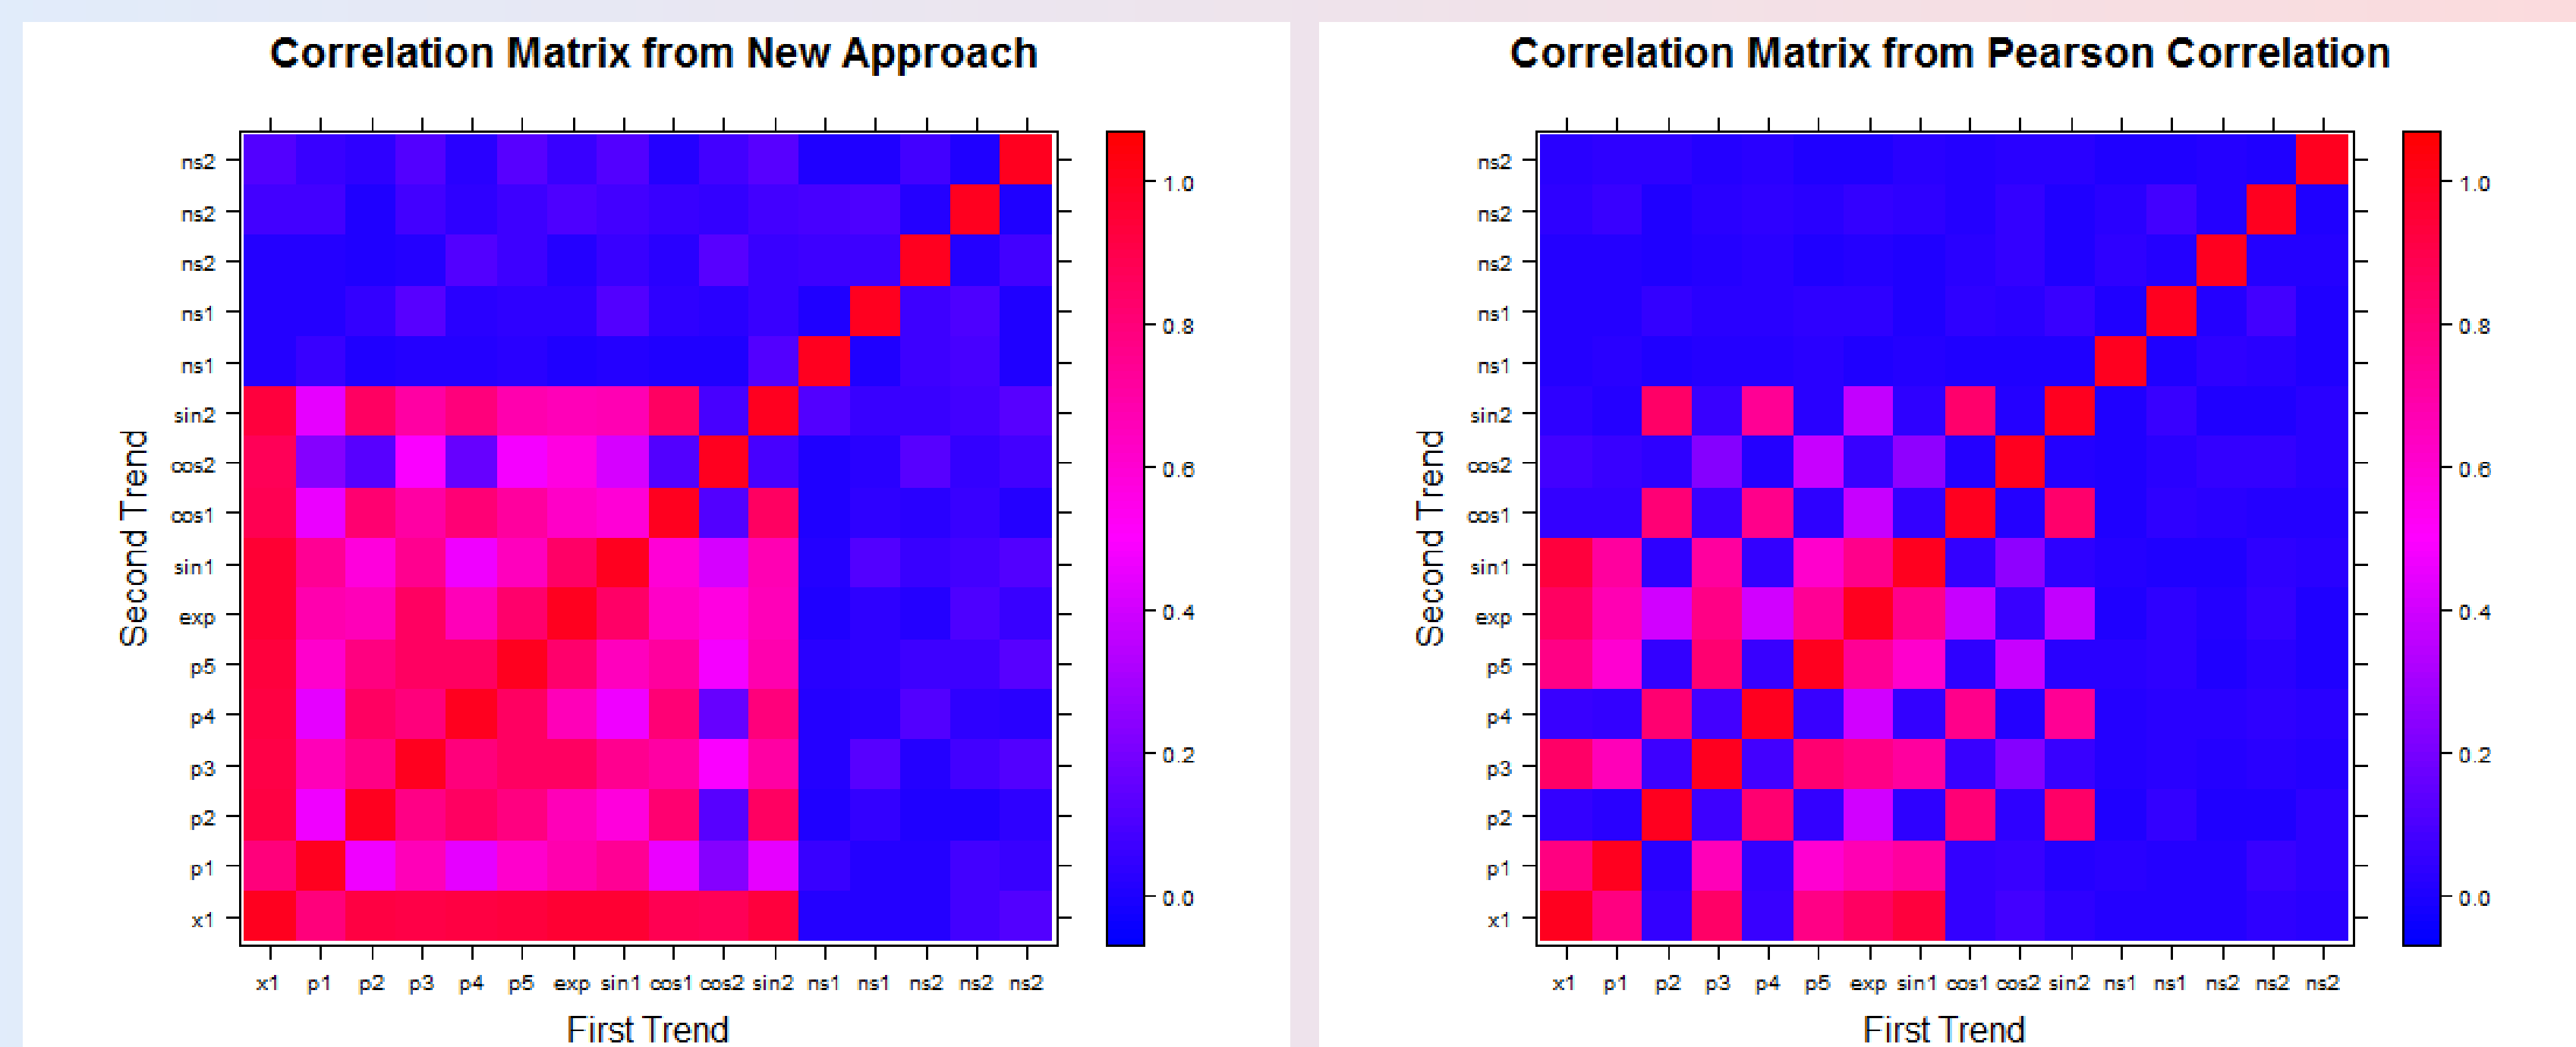 Correlation Matrix from New Approach
ns2
ns2
ns2
ns1
ns1
sin2
cos2
cos1
sin1
exp
p5
p4
p3
p2
p1
x1
Second Trend
x1 p1 p2 p3 p4 p5 exp sin1 cos1 cos2 sin2 ns1 ns1 ns2 ns2 ns2
First Trend
1.0
0.8
0.6
0.4
0.2
0.0
Correlation Matrix from Pearson Correlation
ns2
ns2
ns2
ns1
ns1
sin2
cos2
cos1
sin1
exp
p5
p4
p3
p2
p1
x1
Second Trend
x1 p1 p2 p3 p4 p5 exp sin1 cos1 cos2 sin2 ns1 ns1 ns2 ns2 ns2
First Trend
1.0
0.8
0.6
0.4
0.2
0.0